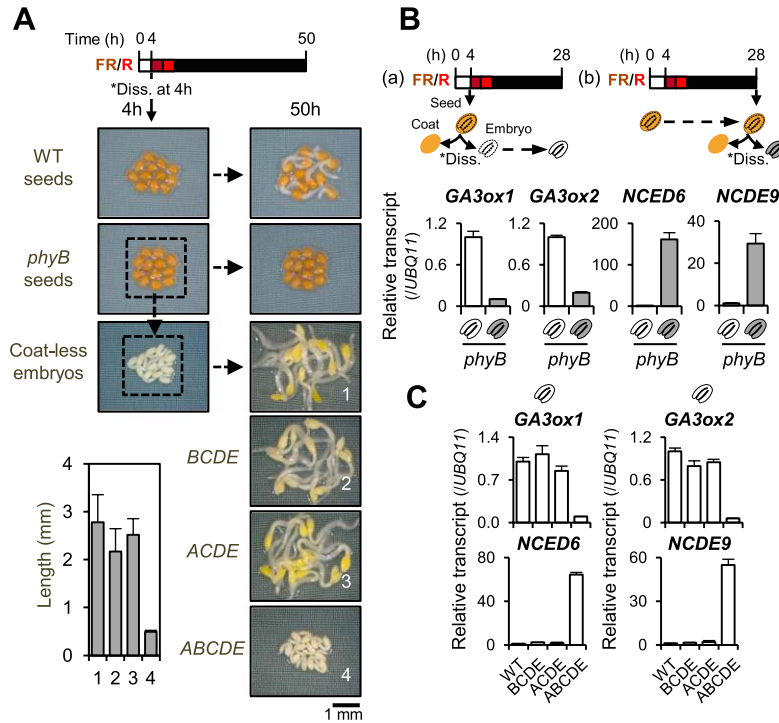 A
Time (h) 0 4 50
FR/R
*Diss. at 4h
4h 50h
WT
seeds
phyB
seeds
Coat-less
embryos
1
BCDE
2
ACDE
3
ABCDE
4
1 mm
Length (mm)
4
3
2
1
0
1 2 3 4
B
(h) 0 4 28
(a)
FR/R
Seed
Coat
Embryo
*Diss.
(h) 0 4 28
(b)
FR/R
*Diss.
Relative transcript
(/UBQ11)
GA3ox1
1.2
0.6
0
phyB
GA3ox2
1.2
0.6
0
phyB
NCED6
200
100
0
phyB
NCDE9
40
20
0
phyB
C
Relative transcript (/UBQ11)
GA3ox1
1.4
0.7
0.0
GA3ox2
1.2
0.6
0.0
Relative transcript (/UBQ11)
NCED6
80
40
0
WT
BCDE
ACDE
ABCDE
NCDE9
60
30
0
WT
BCDE
ACDE
ABCDE